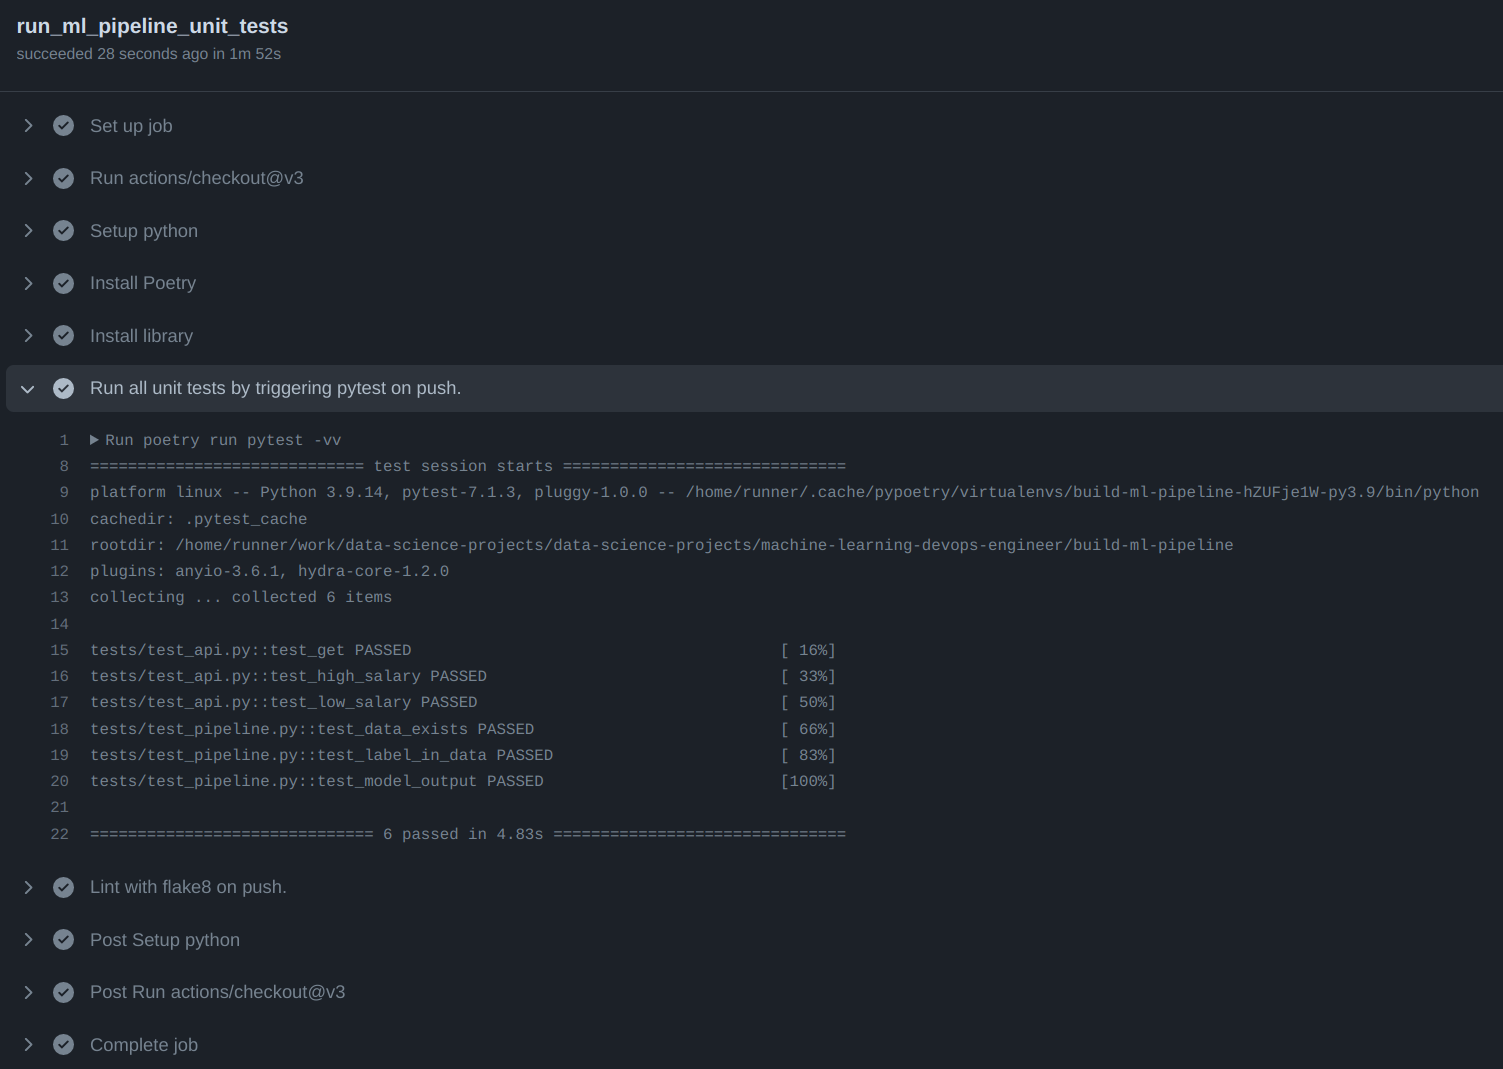 run_ml_pipeline_unit_tests
succeeded 28 seconds ago in 1m 52s
Set up job
Run actions/checkout@v3
Setup python
Install Poetry
Install library
Run all unit tests by triggering pytest on push.
1 Run poetry run pytest -vv
8 ============================= test session starts ==============================
9 platform linux -- Python 3.9.14, pytest-7.1.3, pluggy-1.0.0 -- /home/runner/.cache/pypoetry/virtualenvs/build-ml-pipeline-hZUFje1W-py3.9/bin/python
10 cachedir: .pytest_cache
11 rootdir: /home/runner/work/data-science-projects/data-science-projects/machine-learning-devops-engineer/build-ml-pipeline
12 plugins: anyio-3.6.1, hydra-core-1.2.0
13 collecting ... collected 6 items
14
15 tests/test_api.py::test_get PASSED [ 16%]
16 tests/test_api.py::test_high_salary PASSED [ 33%]
17 tests/test_api.py::test_low_salary PASSED [ 50%]
18 tests/test_pipeline.py::test_data_exists PASSED [ 66%]
19 tests/test_pipeline.py::test_label_in_data PASSED [ 83%]
20 tests/test_pipeline.py::test_model_output PASSED [100%]
21
22 ============================== 6 passed in 4.83s ===============================
Lint with flake8 on push.
Post Setup python
Post Run actions/checkout@v3
Complete job